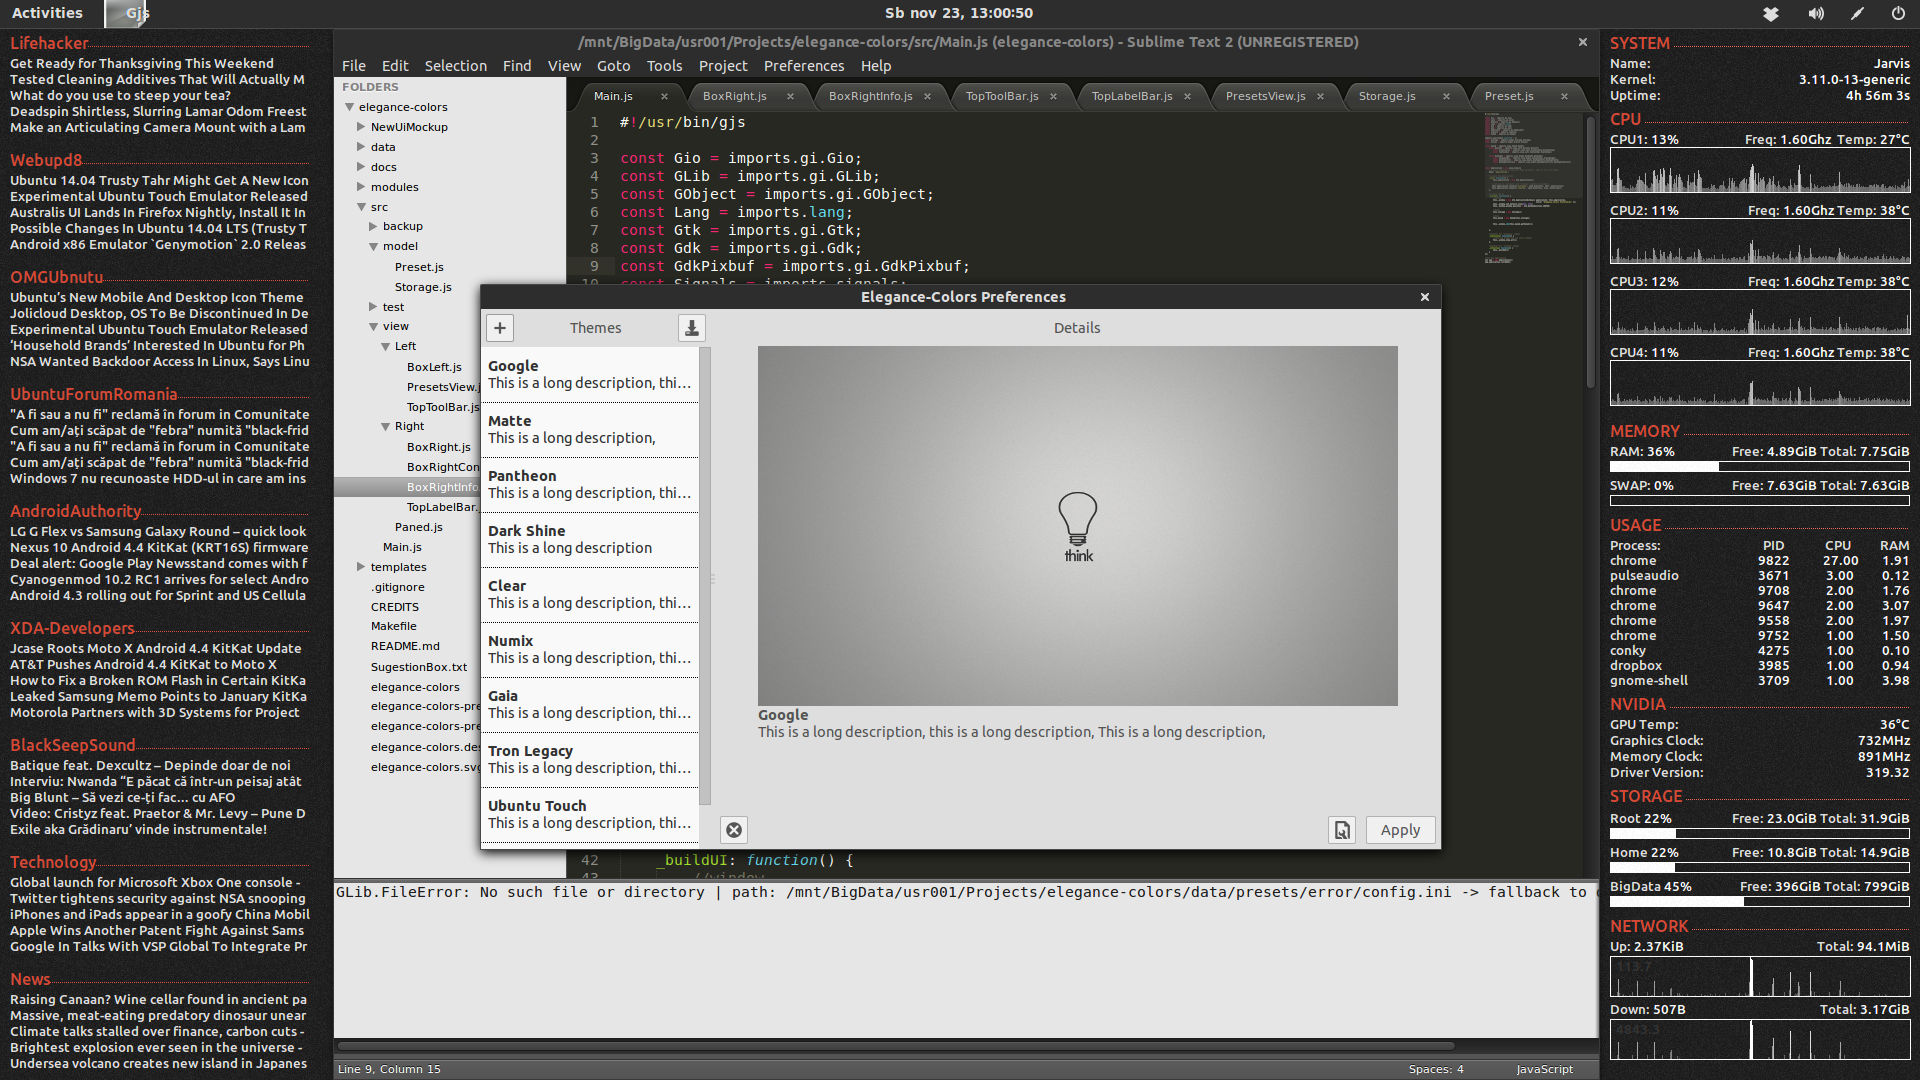 Activities
Gjs
Sb nov 23, 13:00:50
Lifehacker
Get Ready for Thanksgiving This Weekend
Tested Cleaning Additives That Will Actually M
What do you use to steep your tea?
Deadspin Shirtless, Slurring Lamar Odom Freest
Make an Articulating Camera Mount with a Lam
Webupd8
Ubuntu 14.04 Trusty Tahr Might Get A New Icon
Experimental Ubuntu Touch Emulator Released
Australis UI Lands In Firefox Nightly, Install It In
Possible Changes In Ubuntu 14.04 LTS (Trusty T
Android x86 Emulator `Genymotion` 2.0 Releas
OMGUbnutu
Ubuntu's New Mobile And Desktop Icon Theme
Jolicloud Desktop, OS To Be Discontinued In De
Experimental Ubuntu Touch Emulator Released
‘Household Brands’ Interested In Ubuntu for Ph
NSA Wanted Backdoor Access In Linux, Says Linu
UbuntuForumRomania
"A fi sau a nu fi" reclamă în forum in Comunitate
Cum am/ați scăpat de "febra" numită "black-frid
"A fi sau a nu fi" reclamă în forum in Comunitate
Cum am/ați scăpat de "febra" numită "black-frid
Windows 7 nu recunoaste HDD-ul in care am ins
AndroidAuthority
LG G Flex vs Samsung Galaxy Round – quick look
Nexus 10 Android 4.4 KitKat (KRT16S) firmware
Deal alert: Google Play Newsstand comes with f
Cyanogenmod 10.2 RC1 arrives for select Andro
Android 4.3 rolling out for Sprint and US Cellula
XDA-Developers
Jcase Roots Moto X Android 4.4 KitKat Update
AT&T Pushes Android 4.4 KitKat to Moto X
How to Fix a Broken ROM Flash in Certain KitKa
Leaked Samsung Memo Points to January KitKa
Motorola Partners with 3D Systems for Project
BlackSeepSound
Batique feat. Dexcultz – Depinde doar de noi
Interviu: Nwanda “E păcat că într-un peisaj atât
Big Blunt – Să vezi ce-ți fac... cu AFO
Video: Cristyz feat. Praetor & Mr. Levy – Pune D
Exile aka Grădinaru’ vinde instrumentale!
Technology
Global launch for Microsoft Xbox One console -
Twitter tightens security against NSA snooping
iPhones and iPads appear in a goofy China Mobil
Apple Wins Another Patent Fight Against Sams
Google In Talks With VSP Global To Integrate Pr
News
Raising Canaan? Wine cellar found in ancient pa
Massive, meat-eating predatory dinosaur unear
Climate talks stalled over finance, carbon cuts -
Brightest explosion ever seen in the universe -
Undersea volcano creates new island in Japanes
/mnt/BigData/usr001/Projects/elegance-colors/src/Main.js (elegance-colors) - Sublime Text 2 (UNREGISTERED)
File Edit Selection Find View Goto Tools Project Preferences Help
FOLDERS
elegance-colors
NewUiMockup
data
docs
modules
src
backup
model
Preset.js
Storage.js
test
view
Left
BoxLeft.js
PresetsView.j
TopToolBar.js
Right
BoxRight.js
BoxRightCon
BoxRightInfo
TopLabelBar.
Paned.js
Main.js
templates
.gitignore
CREDITS
Makefile
README.md
SugestionBox.txt
elegance-colors
elegance-colors-pre
elegance-colors-pre
elegance-colors.des
elegance-colors.svg
Main.js BoxRight.js BoxRightInfo.js TopToolBar.js TopLabelBar.js PresetsView.js Storage.js Preset.js
1 #!/usr/bin/gjs
2
3 const Gio = imports.gi.Gio;
4 const GLib = imports.gi.GLib;
5 const GObject = imports.gi.GObject;
6 const Lang = imports.lang;
7 const Gtk = imports.gi.Gtk;
8 const Gdk = imports.gi.Gdk;
9 const GdkPixbuf = imports.gi.GdkPixbuf;
10 const Signals = imports.signals;
Elegance-Colors Preferences
Themes
Details
Google
This is a long description, thi...
Matte
This is a long description,
Pantheon
This is a long description, thi...
Dark Shine
This is a long description
Clear
This is a long description, thi...
Numix
This is a long description, thi...
Gaia
This is a long description, thi...
Tron Legacy
This is a long description, thi...
Ubuntu Touch
This is a long description, thi...
think
Google
This is a long description, this is a long description, This is a long description,
Apply
42 _buildUI: function() {
43 //window
GLib.FileError: No such file or directory | path: /mnt/BigData/usr001/Projects/elegance-colors/data/presets/error/config.ini -> fallback to
Line 9, Column 15
Spaces: 4
JavaScript
SYSTEM
Name: Jarvis
Kernel: 3.11.0-13-generic
Uptime: 4h 56m 3s
CPU
CPU1: 13% Freq: 1.60Ghz Temp: 27°C
CPU2: 11% Freq: 1.60Ghz Temp: 38°C
CPU3: 12% Freq: 1.60Ghz Temp: 38°C
CPU4: 11% Freq: 1.60Ghz Temp: 38°C
MEMORY
RAM: 36% Free: 4.89GiB Total: 7.75GiB
SWAP: 0% Free: 7.63GiB Total: 7.63GiB
USAGE
Process: PID CPU RAM
chrome 9822 27.00 1.91
pulseaudio 3671 3.00 0.12
chrome 9708 2.00 1.76
chrome 9647 2.00 3.07
chrome 9558 2.00 1.97
chrome 9752 1.00 1.50
conky 4275 1.00 0.10
dropbox 3985 1.00 0.94
gnome-shell 3709 1.00 3.98
NVIDIA
GPU Temp: 36°C
Graphics Clock: 732MHz
Memory Clock: 891MHz
Driver Version: 319.32
STORAGE
Root 22% Free: 23.0GiB Total: 31.9GiB
Home 22% Free: 10.8GiB Total: 14.9GiB
BigData 45% Free: 396GiB Total: 799GiB
NETWORK
Up: 2.37KiB Total: 94.1MiB
113.7
Down: 507B Total: 3.17GiB
4843.3